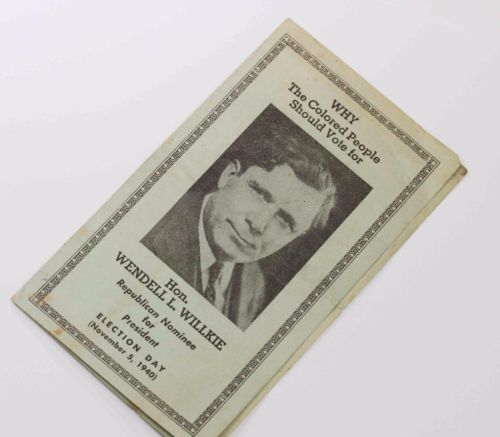 WHY
The Colored People
Should Vote for
Hon.
WENDELL L. WILLKIE
Republican Nominee
for
President
ELECTION DAY
(November 5, 1940)